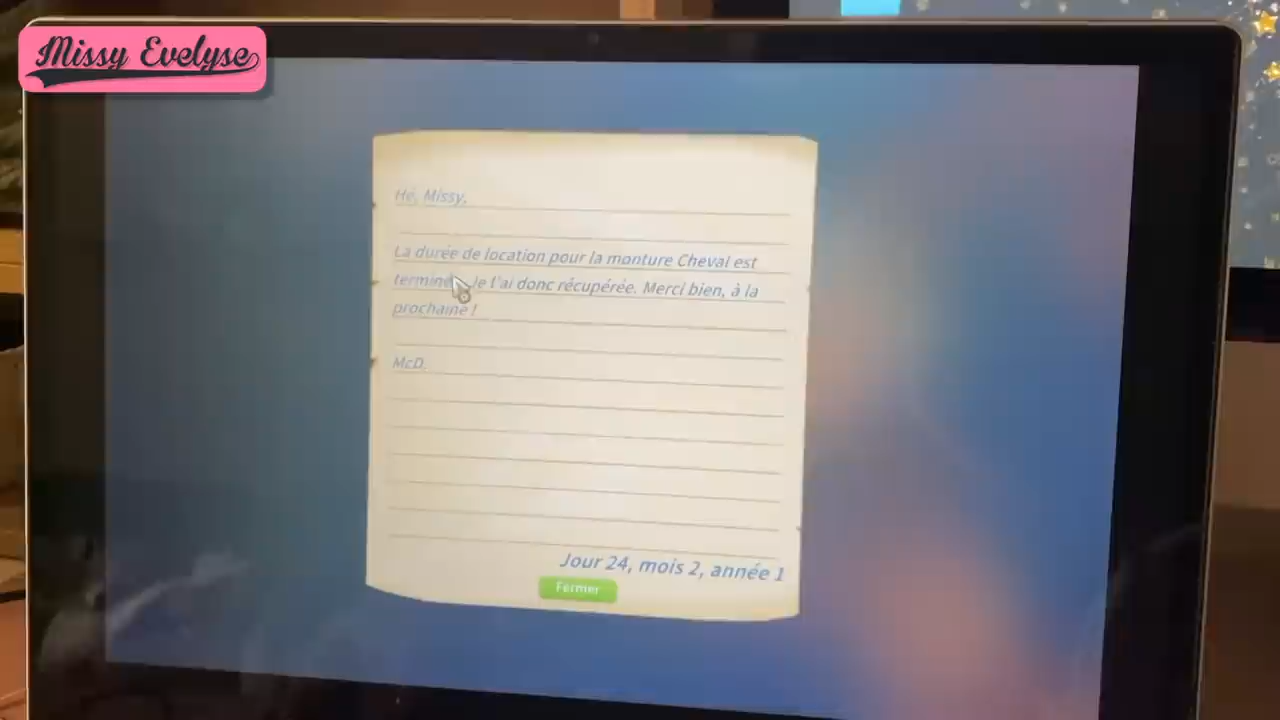 Missy Evelyse
Hé, Missy,
La durée de location pour la monture Cheval est
Je t'ai donc récupérée. Merci bien, à la
prochaine !
McD.
Jour 24, mois 2, année 1
Fermer